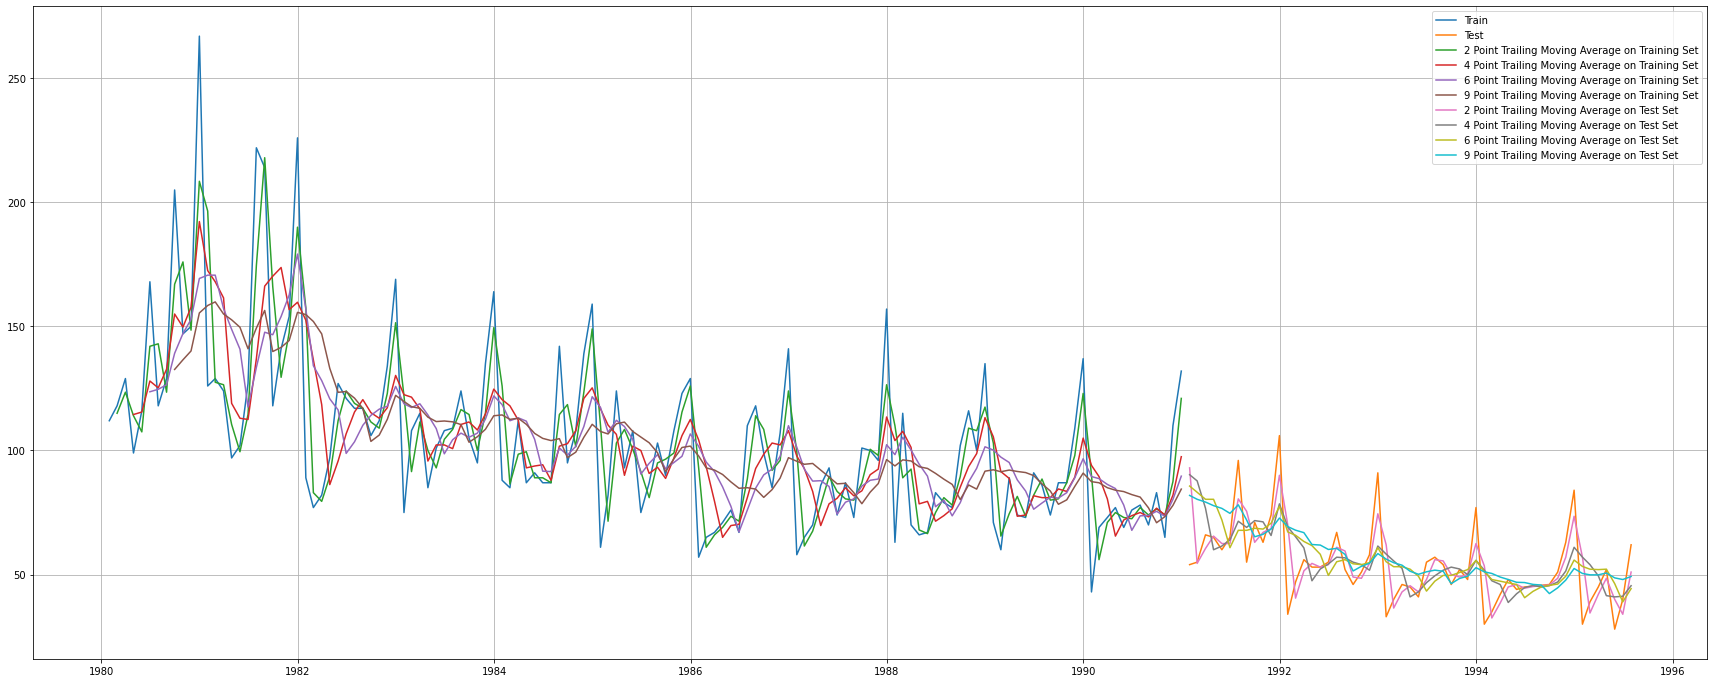 Train
Test
2 Point Trailing Moving Average on Training Set
4 Point Trailing Moving Average on Training Set
6 Point Trailing Moving Average on Training Set
9 Point Trailing Moving Average on Training Set
2 Point Trailing Moving Average on Test Set
4 Point Trailing Moving Average on Test Set
6 Point Trailing Moving Average on Test Set
9 Point Trailing Moving Average on Test Set
250
200
150
100
50
1980 1982 1984 1986 1988 1990 1992 1994 1996